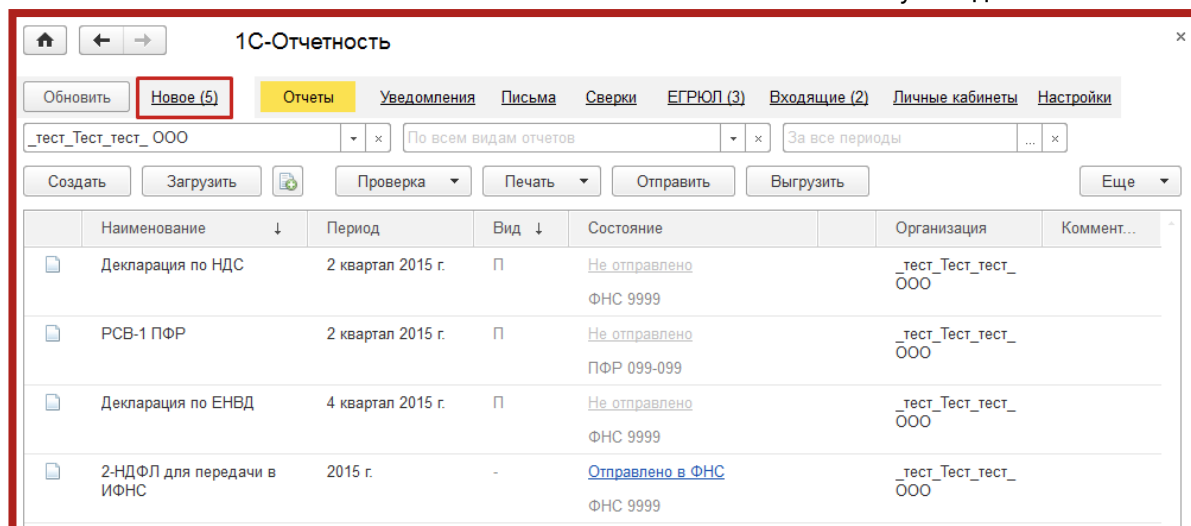 1С-Отчетность
Обновить Новое (5) Отчеты Уведомления Письма Сверки ЕГРЮЛ (3) Входящие (2) Личные кабинеты Настройки
_тест_Тест_тест_ ООО По всем видам отчетов За все периоды ...
Создать Загрузить Проверка Печать Отправить Выгрузить Еще
Наименование ↓ Период Вид ↓ Состояние Организация Коммент...
Декларация по НДС 2 квартал 2015 г. П Не отправлено _тест_Тест_тест_
ФНС 9999 ООО
РСВ-1 ПФР 2 квартал 2015 г. П Не отправлено _тест_Тест_тест_
ПФР 099-099 ООО
Декларация по ЕНВД 4 квартал 2015 г. П Не отправлено _тест_Тест_тест_
ФНС 9999 ООО
2-НДФЛ для передачи в 2015 г. - Отправлено в ФНС _тест_Тест_тест_
ИФНС ФНС 9999 ООО